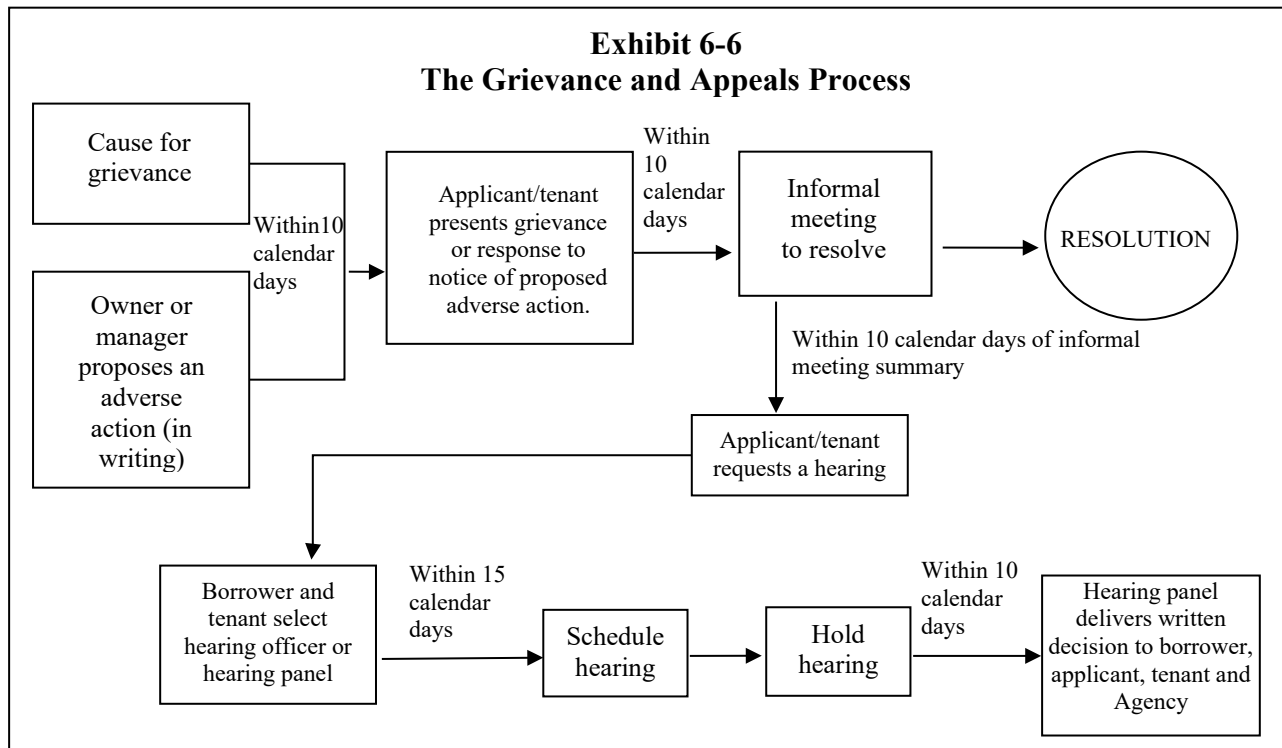 Exhibit 6-6
The Grievance and Appeals Process
Cause for
grievance
Owner or
manager
proposes an
adverse
action (in
writing)
Within10
calendar
days
Applicant/tenant
presents grievance
or response to
notice of proposed
adverse action.
Within
10
calendar
days
Informal
meeting
to resolve
RESOLUTION
Within 10 calendar days of informal
meeting summary
Applicant/tenant
requests a hearing
Borrower and
tenant select
hearing officer or
hearing panel
Within 15
calendar
days
Schedule
hearing
Hold
hearing
Within 10
calendar
days
Hearing panel
delivers written
decision to borrower,
applicant, tenant and
Agency